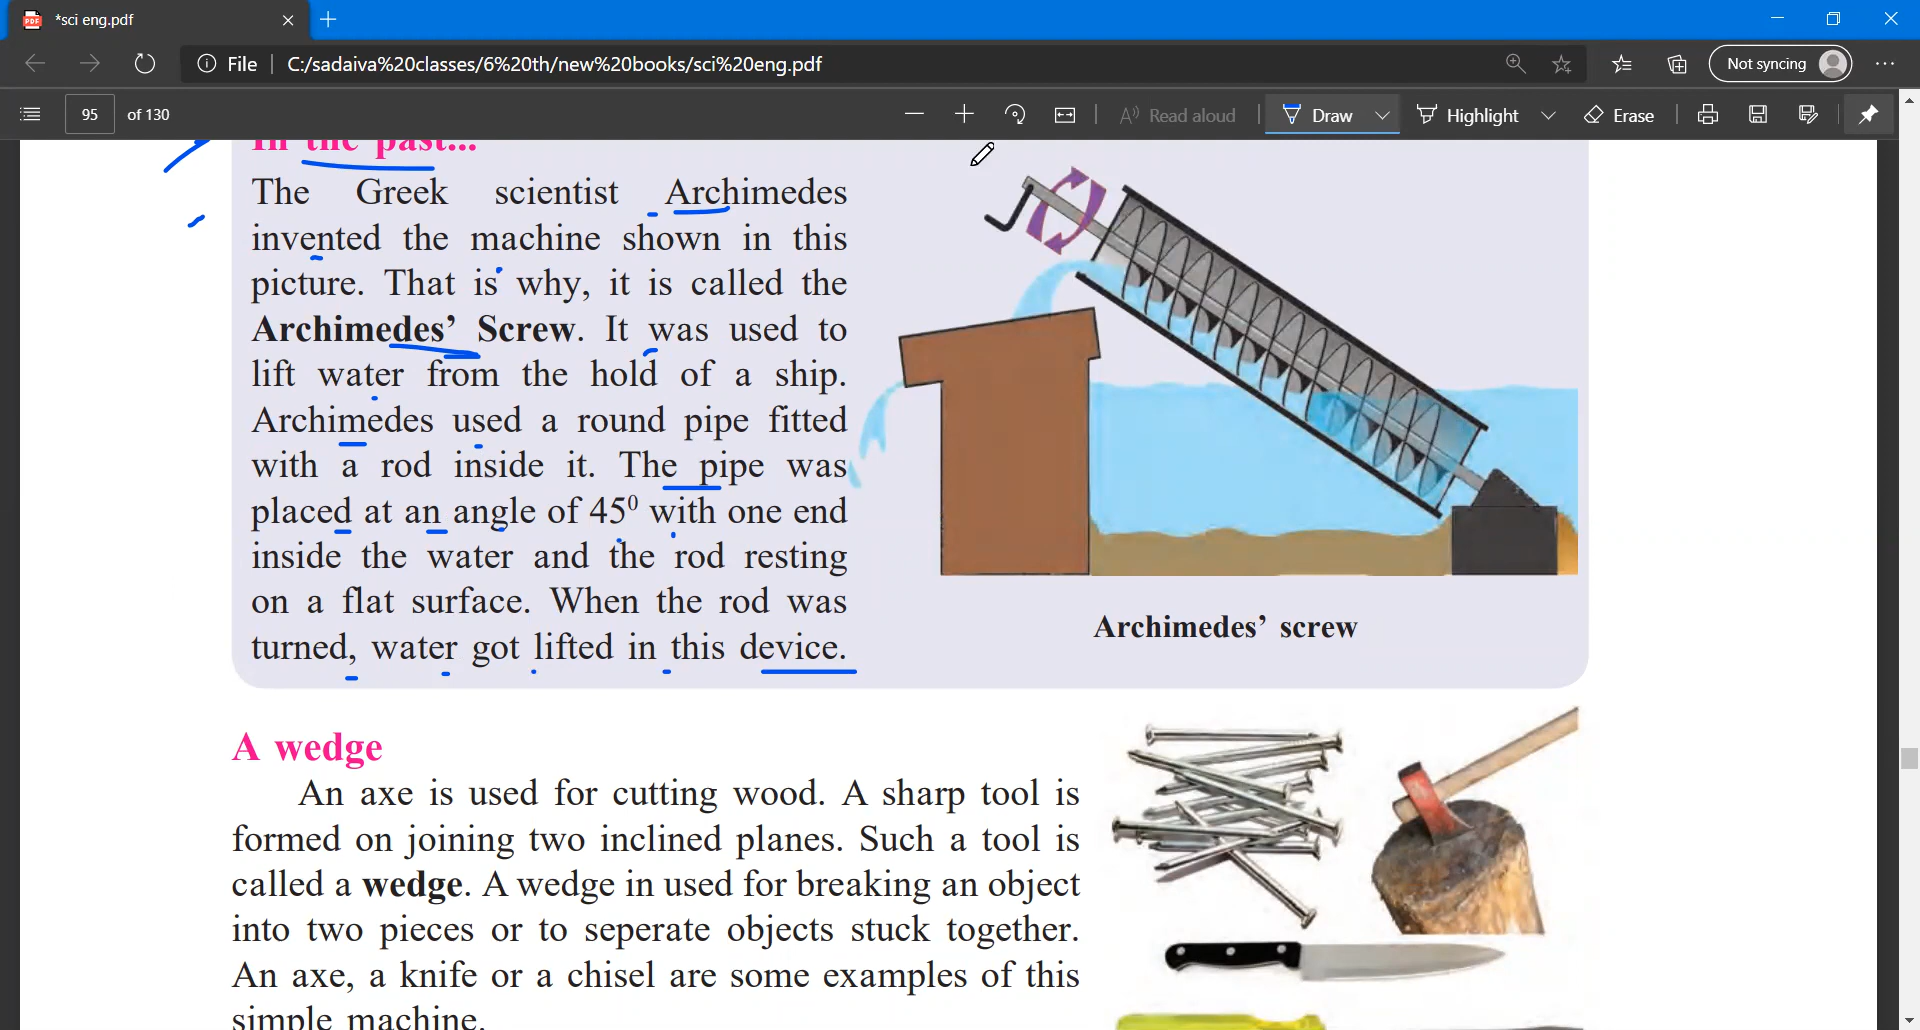 *sci eng.pdf
File
C:/sadaiva%20classes/6%20th/new%20books/sci%20eng.pdf
Not syncing
95 of 130
Read aloud
Draw
Highlight
Erase
In the past...
The Greek scientist Archimedes
invented the machine shown in this
picture. That is why, it is called the
Archimedes’ Screw. It was used to
lift water from the hold of a ship.
Archimedes used a round pipe fitted
with a rod inside it. The pipe was
placed at an angle of 45⁰ with one end
inside the water and the rod resting
on a flat surface. When the rod was
turned, water got lifted in this device.
Archimedes’ screw
A wedge
An axe is used for cutting wood. A sharp tool is
formed on joining two inclined planes. Such a tool is
called a wedge. A wedge in used for breaking an object
into two pieces or to seperate objects stuck together.
An axe, a knife or a chisel are some examples of this
simple machine.